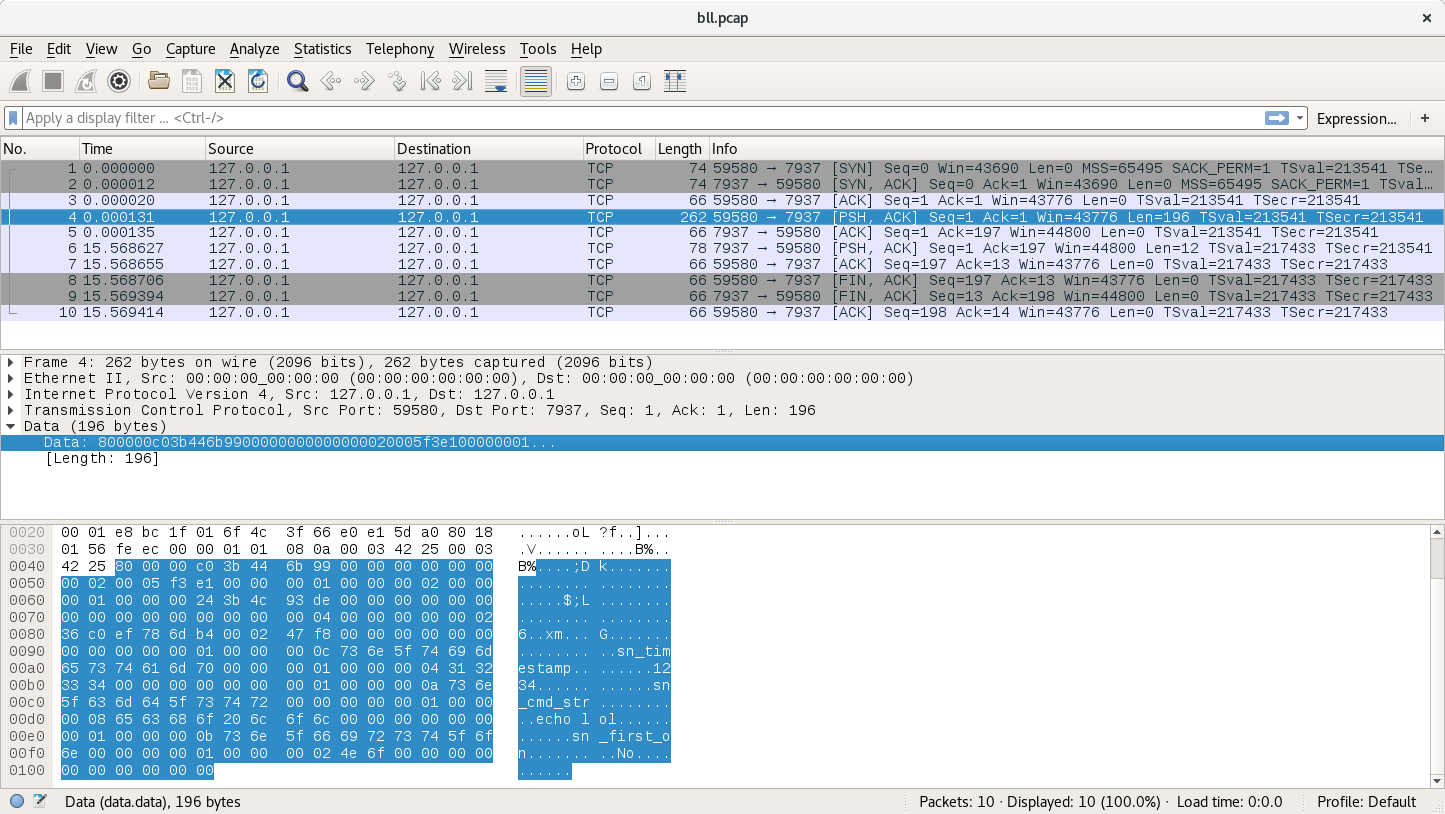 bll.pcap
File Edit View Go Capture Analyze Statistics Telephony Wireless Tools Help
Apply a display filter ... <Ctrl-/> Expression... +
No. Time Source Destination Protocol Length Info
1 0.000000 127.0.0.1 127.0.0.1 TCP 74 59580 → 7937 [SYN] Seq=0 Win=43690 Len=0 MSS=65495 SACK_PERM=1 TSval=213541 TSe...
2 0.000012 127.0.0.1 127.0.0.1 TCP 74 7937 → 59580 [SYN, ACK] Seq=0 Ack=1 Win=43690 Len=0 MSS=65495 SACK_PERM=1 TSval...
3 0.000020 127.0.0.1 127.0.0.1 TCP 66 59580 → 7937 [ACK] Seq=1 Ack=1 Win=43776 Len=0 TSval=213541 TSecr=213541
4 0.000131 127.0.0.1 127.0.0.1 TCP 262 59580 → 7937 [PSH, ACK] Seq=1 Ack=1 Win=43776 Len=196 TSval=213541 TSecr=213541
5 0.000135 127.0.0.1 127.0.0.1 TCP 66 7937 → 59580 [ACK] Seq=1 Ack=197 Win=44800 Len=0 TSval=213541 TSecr=213541
6 15.568627 127.0.0.1 127.0.0.1 TCP 78 7937 → 59580 [PSH, ACK] Seq=1 Ack=197 Win=44800 Len=12 TSval=217433 TSecr=213541
7 15.568655 127.0.0.1 127.0.0.1 TCP 66 59580 → 7937 [ACK] Seq=197 Ack=13 Win=43776 Len=0 TSval=217433 TSecr=217433
8 15.568706 127.0.0.1 127.0.0.1 TCP 66 59580 → 7937 [FIN, ACK] Seq=197 Ack=13 Win=43776 Len=0 TSval=217433 TSecr=217433
9 15.569394 127.0.0.1 127.0.0.1 TCP 66 7937 → 59580 [FIN, ACK] Seq=13 Ack=198 Win=44800 Len=0 TSval=217433 TSecr=217433
10 15.569414 127.0.0.1 127.0.0.1 TCP 66 59580 → 7937 [ACK] Seq=198 Ack=14 Win=43776 Len=0 TSval=217433 TSecr=217433
Frame 4: 262 bytes on wire (2096 bits), 262 bytes captured (2096 bits)
Ethernet II, Src: 00:00:00_00:00:00 (00:00:00:00:00:00), Dst: 00:00:00_00:00:00 (00:00:00:00:00:00)
Internet Protocol Version 4, Src: 127.0.0.1, Dst: 127.0.0.1
Transmission Control Protocol, Src Port: 59580, Dst Port: 7937, Seq: 1, Ack: 1, Len: 196
Data (196 bytes)
Data: 800000c03b446b9900000000000000020005f3e100000001...
[Length: 196]
0020 00 01 e8 bc 1f 01 6f 4c 3f 66 e0 e1 5d a0 80 18 ......oL ?f..]...
0030 01 56 fe ec 00 00 01 01 08 0a 00 03 42 25 00 03 .V...... ....B%..
0040 42 25 80 00 00 c0 3b 44 6b 99 00 00 00 00 00 00 B%....;D k.......
0050 00 02 00 05 f3 e1 00 00 00 01 00 00 00 02 00 00 ........ ........
0060 00 01 00 00 00 24 3b 4c 93 de 00 00 00 00 00 00 .....$;L ........
0070 00 00 00 00 00 00 00 00 00 04 00 00 00 00 00 02 ........ ........
0080 36 c0 ef 78 6d b4 00 02 47 f8 00 00 00 00 00 00 6..xm... G.......
0090 00 00 00 00 00 01 00 00 00 0c 73 6e 5f 74 69 6d ........ ..sn_tim
00a0 65 73 74 61 6d 70 00 00 00 01 00 00 00 04 31 32 estamp.. ......12
00b0 33 34 00 00 00 00 00 00 00 01 00 00 00 0a 73 6e 34...... ......sn
00c0 5f 63 6d 64 5f 73 74 72 00 00 00 00 00 01 00 00 _cmd_str ........
00d0 00 08 65 63 68 6f 20 6c 6f 6c 00 00 00 00 00 00 ..echo l ol......
00e0 00 01 00 00 00 0b 73 6e 5f 66 69 72 73 74 5f 6f ......sn _first_o
00f0 6e 00 00 00 00 01 00 00 00 02 4e 6f 00 00 00 00 n....... ..No....
0100 00 00 00 00 00 00 ......
Data (data.data), 196 bytes Packets: 10 · Displayed: 10 (100.0%) · Load time: 0:0.0 Profile: Default